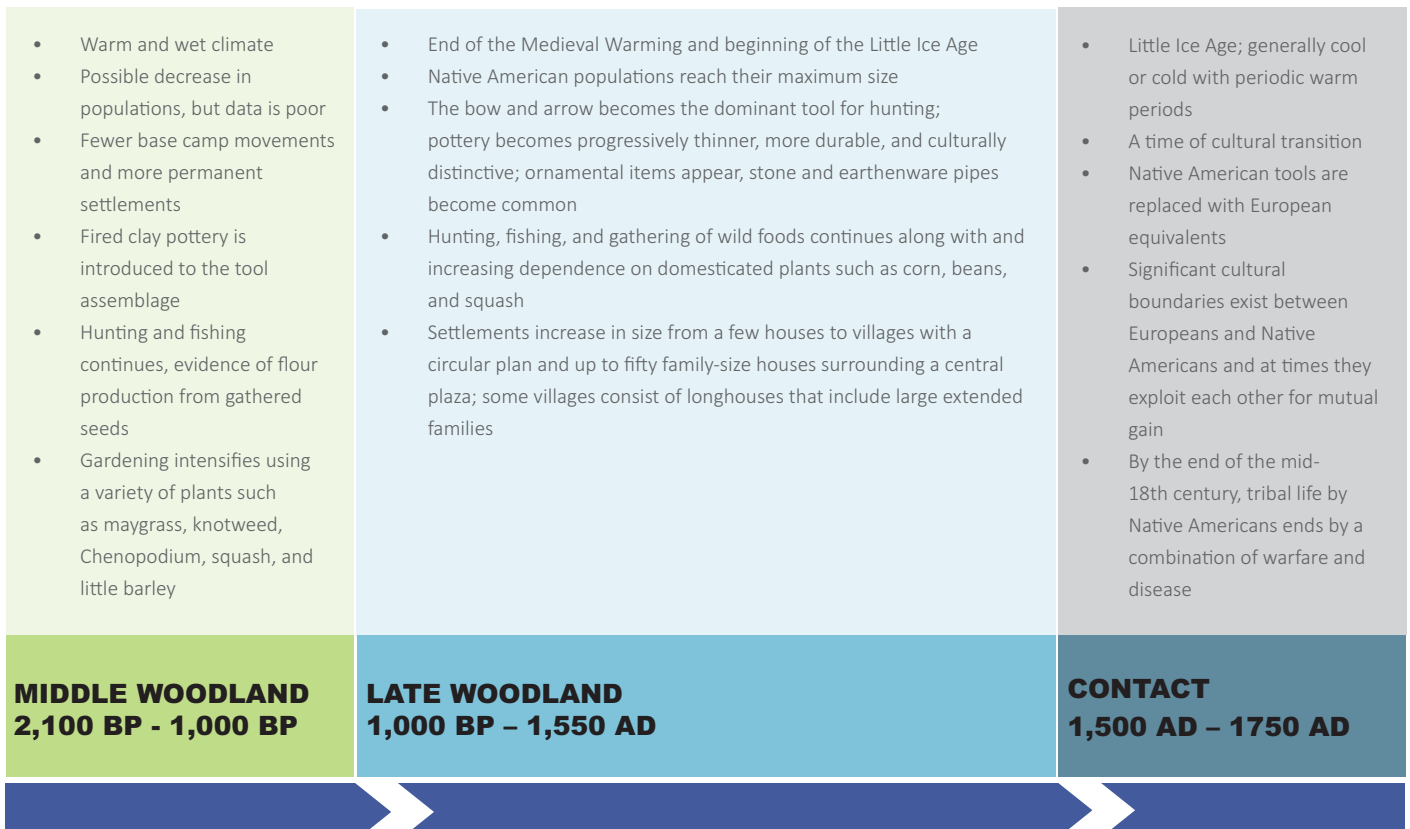 • Warm and wet climate
• Possible decrease in
populations, but data is poor
• Fewer base camp movements
and more permanent
settlements
• Fired clay pottery is
introduced to the tool
assemblage
• Hunting and fishing
continues, evidence of flour
production from gathered
seeds
• Gardening intensifies using
a variety of plants such
as maygrass, knotweed,
Chenopodium, squash, and
little barley
MIDDLE WOODLAND
2,100 BP - 1,000 BP
• End of the Medieval Warming and beginning of the Little Ice Age
• Native American populations reach their maximum size
• The bow and arrow becomes the dominant tool for hunting;
pottery becomes progressively thinner, more durable, and culturally
distinctive; ornamental items appear, stone and earthenware pipes
become common
• Hunting, fishing, and gathering of wild foods continues along with and
increasing dependence on domesticated plants such as corn, beans,
and squash
• Settlements increase in size from a few houses to villages with a
circular plan and up to fifty family-size houses surrounding a central
plaza; some villages consist of longhouses that include large extended
families
LATE WOODLAND
1,000 BP – 1,550 AD
• Little Ice Age; generally cool
or cold with periodic warm
periods
• A time of cultural transition
• Native American tools are
replaced with European
equivalents
• Significant cultural
boundaries exist between
Europeans and Native
Americans and at times they
exploit each other for mutual
gain
• By the end of the mid-
18th century, tribal life by
Native Americans ends by a
combination of warfare and
disease
CONTACT
1,500 AD – 1750 AD